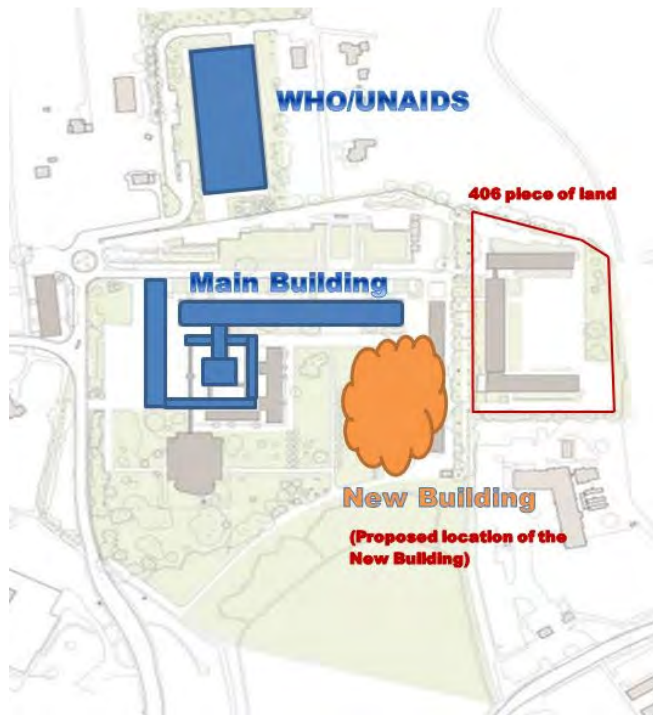 WHO/UNAIDS
406 piece of land
Main Building
New Building
(Proposed location of the
New Building)